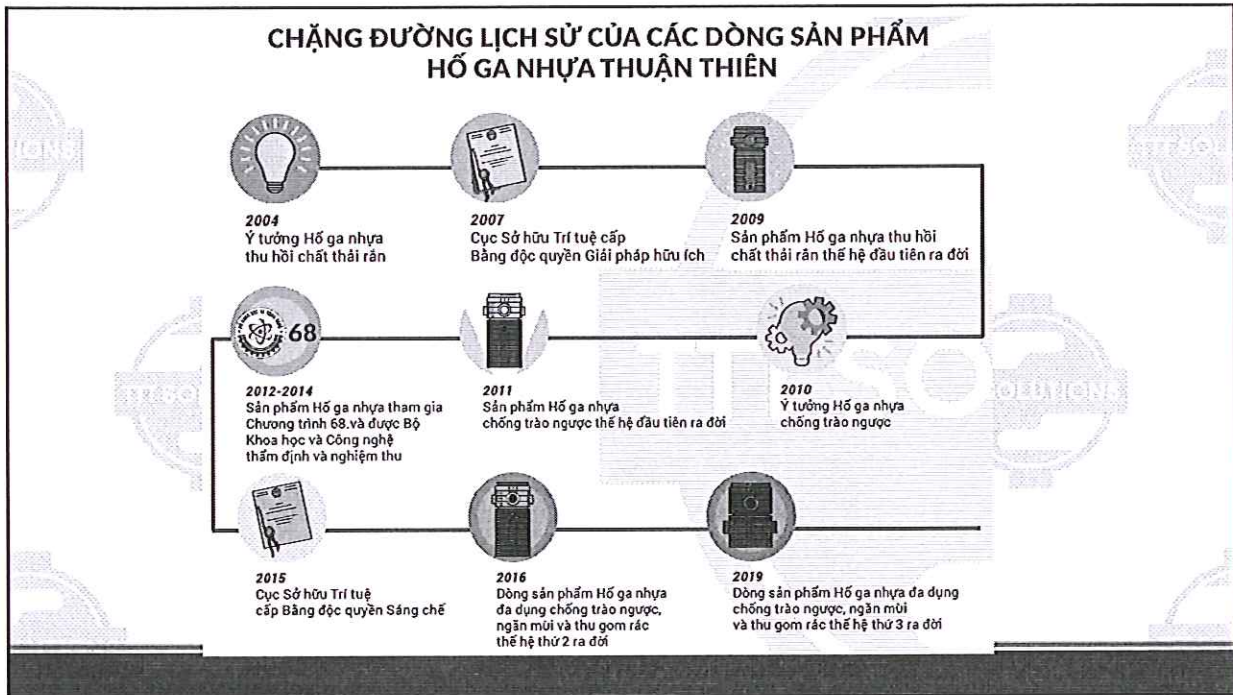 CHẶNG ĐƯỜNG LỊCH SỬ CỦA CÁC DÒNG SẢN PHẨM
HỐ GA NHỰA THUẬN THIÊN
2004
Ý tưởng Hố ga nhựa
thu hồi chất thải rắn
2007
Cục Sở hữu Trí tuệ cấp
Bằng độc quyền Giải pháp hữu ích
2009
Sản phẩm Hố ga nhựa thu hồi
chất thải rắn thế hệ đầu tiên ra đời
68
2012-2014
Sản phẩm Hố ga nhựa tham gia
Chương trình 68.và được Bộ
Khoa học và Công nghệ
thẩm định và nghiệm thu
2011
Sản phẩm Hố ga nhựa
chống trào ngược thế hệ đầu tiên ra đời
2010
Ý tưởng Hố ga nhựa
chống trào ngược
2015
Cục Sở hữu Trí tuệ
cấp Bằng độc quyền Sáng chế
2016
Dòng sản phẩm Hố ga nhựa
đa dụng chống trào ngược,
ngăn mùi và thu gom rác
thế hệ thứ 2 ra đời
2019
Dòng sản phẩm Hố ga nhựa đa dụng
chống trào ngược, ngăn mùi
và thu gom rác thế hệ thứ 3 ra đời